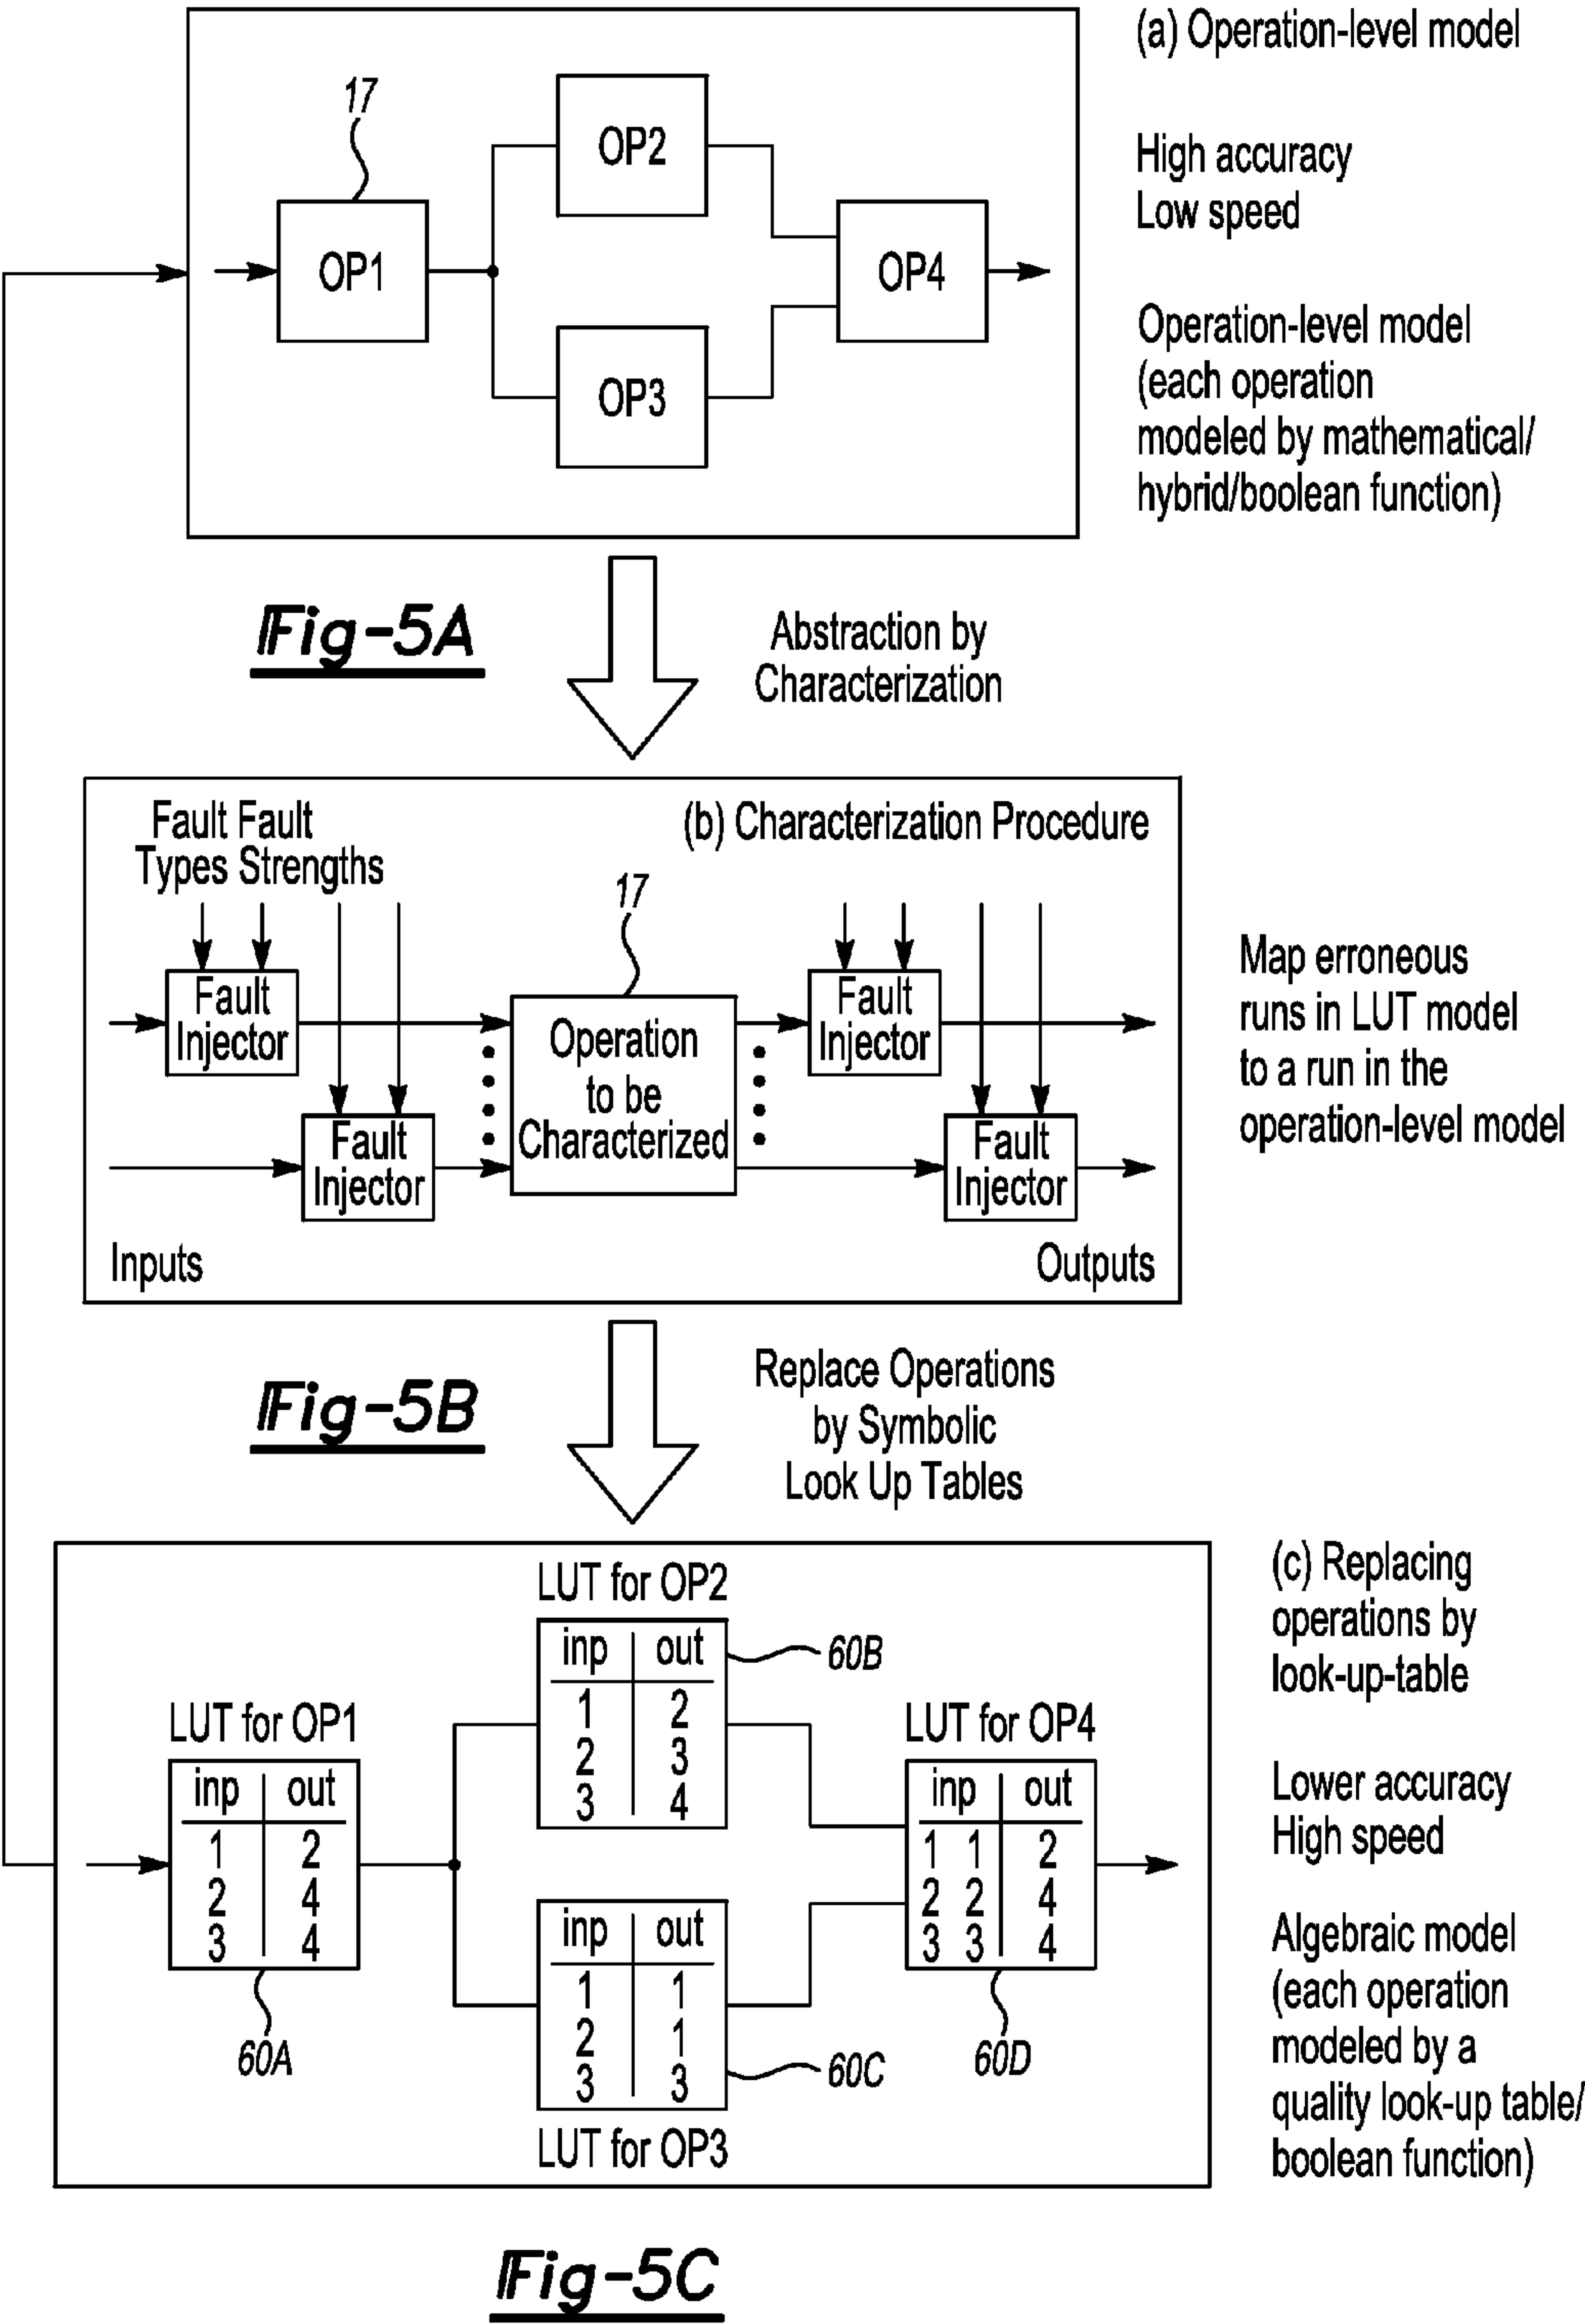 (a) Operation-level model
17
OP2
High accuracy
Low speed
OP1
OP4
OP3
Operation-level model
(each operation
modeled by mathematical/
hybrid/boolean function)
Fig-5A
Abstraction by
Characterization
Fault Fault
Types Strengths
(b) Characterization Procedure
17
Fault
Injector
Operation
to be
Characterized
Fault
Injector
Fault
Injector
Fault
Injector
Inputs
Outputs
Map erroneous
runs in LUT model
to a run in the
operation-level model
Fig-5B
Replace Operations
by Symbolic
Look Up Tables
(c) Replacing
operations by
look-up-table
LUT for OP2
inp out
1 2
2 3
3 4
60B
LUT for OP1
inp out
1 2
2 4
3 4
60A
LUT for OP4
inp out
1 1 2
2 2 4
3 3 4
60D
inp out
1 1
2 1
3 3
60C
LUT for OP3
Lower accuracy
High speed
Algebraic model
(each operation
modeled by a
quality look-up table/
boolean function)
Fig-5C